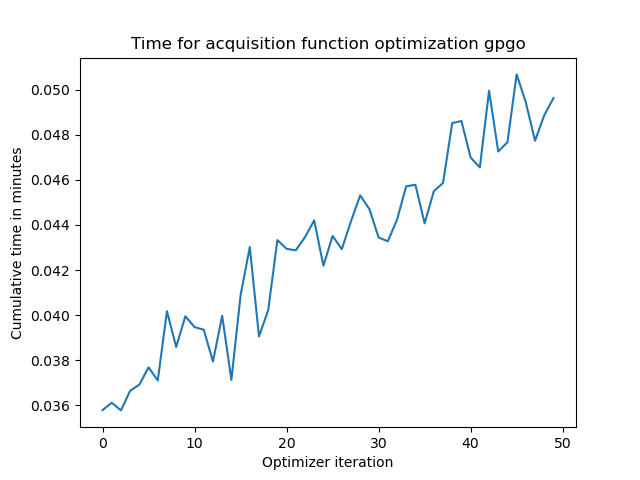 Time for acquisition function optimization gpgo
Cumulative time in minutes
0.050
0.048
0.046
0.044
0.042
0.040
0.038
0.036
0 10 20 30 40 50
Optimizer iteration